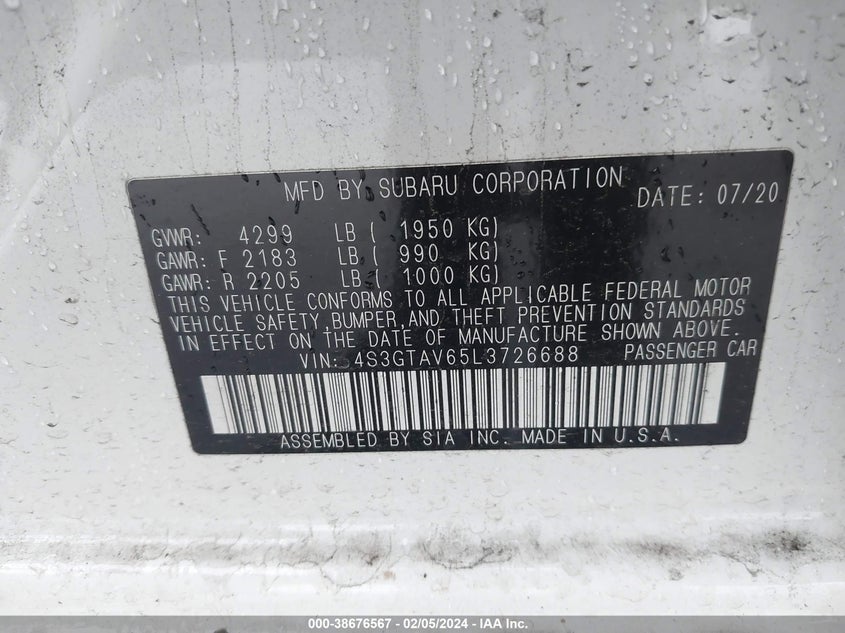 MFD BY SUBARU CORPORATION DATE: 07/20
GVWR: 4299 LB ( 1950 KG)
GAWR: F 2183 LB ( 990 KG)
GAWR: R 2205 LB ( 1000 KG)
THIS VEHICLE CONFORMS TO ALL APPLICABLE FEDERAL MOTOR
VEHICLE SAFETY,BUMPER,AND THEFT PREVENTION STANDARDS
IN EFFECT ON THE DATE OF MANUFACTURE SHOWN ABOVE.
VIN: 4S3GTAV65L3726688 PASSENGER CAR
ASSEMBLED BY SIA INC. MADE IN U.S.A.
000-38676567 - 02/05/2024 - IAAI Inc.